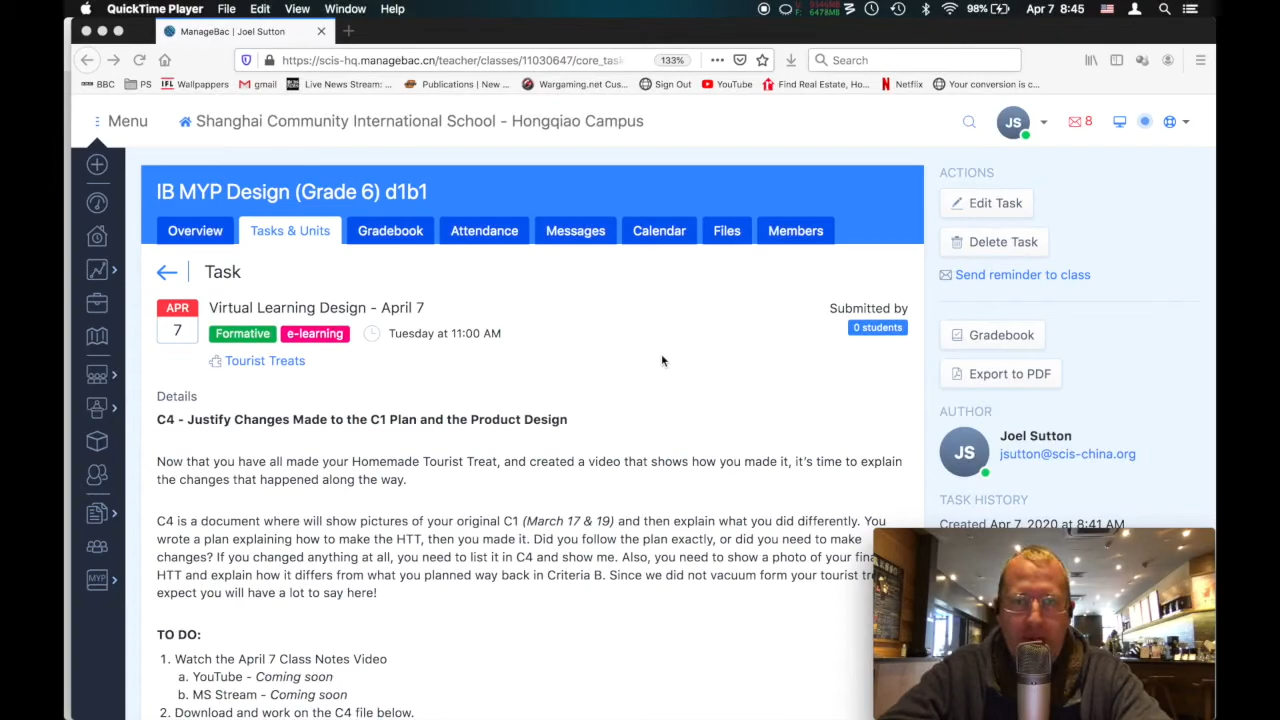 QuickTime Player File Edit View Window Help 9346MB F: 6478MB 98% Apr 7 8:45
ManageBac | Joel Sutton
https://scis-hq.managebac.cn/teacher/classes/11030647/core_task 133% Search
BBC PS Wallpappers gmail Live News Stream:... Publications | New ... Wargaming.net Cus... Sign Out YouTube Find Real Estate, Ho... Netflix Your conversion is c...
Menu Shanghai Community International School - Hongqiao Campus JS 8
IB MYP Design (Grade 6) d1b1
Overview Tasks & Units Gradebook Attendance Messages Calendar Files Members
Task
APR
7
Virtual Learning Design - April 7
Formative e-learning Tuesday at 11:00 AM
Tourist Treats
Submitted by
0 students
Details
C4 - Justify Changes Made to the C1 Plan and the Product Design
Now that you have all made your Homemade Tourist Treat, and created a video that shows how you made it, it's time to explain
the changes that happened along the way.
C4 is a document where will show pictures of your original C1 (March 17 & 19) and then explain what you did differently. You
wrote a plan explaining how to make the HTT, then you made it. Did you follow the plan exactly, or did you need to make
changes? If you changed anything at all, you need to list it in C4 and show me. Also, you need to show a photo of your fina
HTT and explain how it differs from what you planned way back in Criteria B. Since we did not vacuum form your tourist tre
expect you will have a lot to say here!
TO DO:
1. Watch the April 7 Class Notes Video
a. YouTube - Coming soon
b. MS Stream - Coming soon
2. Download and work on the C4 file below.
ACTIONS
Edit Task
Delete Task
Send reminder to class
Gradebook
Export to PDF
AUTHOR
JS
Joel Sutton
jsutton@scis-china.org
TASK HISTORY
Created Apr 7, 2020 at 8:41 AM
MYP